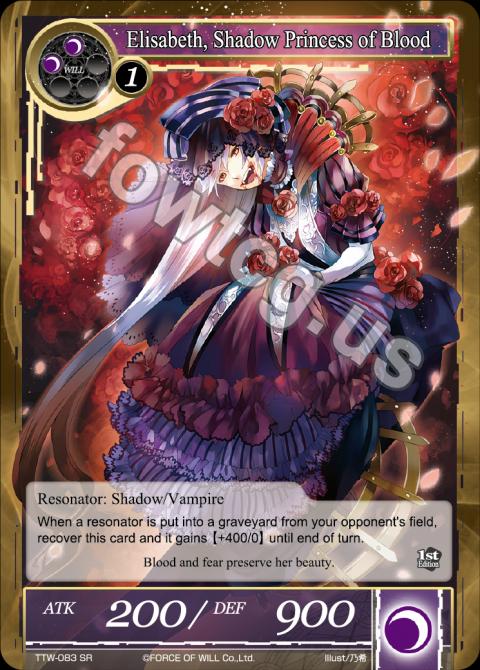 Elisabeth, Shadow Princess of Blood
WILL
1
fowtcg.us
Resonator: Shadow/Vampire
When a resonator is put into a graveyard from your opponent's field,
recover this card and it gains 【+400/0】 until end of turn.
Blood and fear preserve her beauty.
1st
Edition
ATK 200/ DEF 900
TTW-083 SR ©FORCE OF WILL Co.,Ltd. Illust/乃希